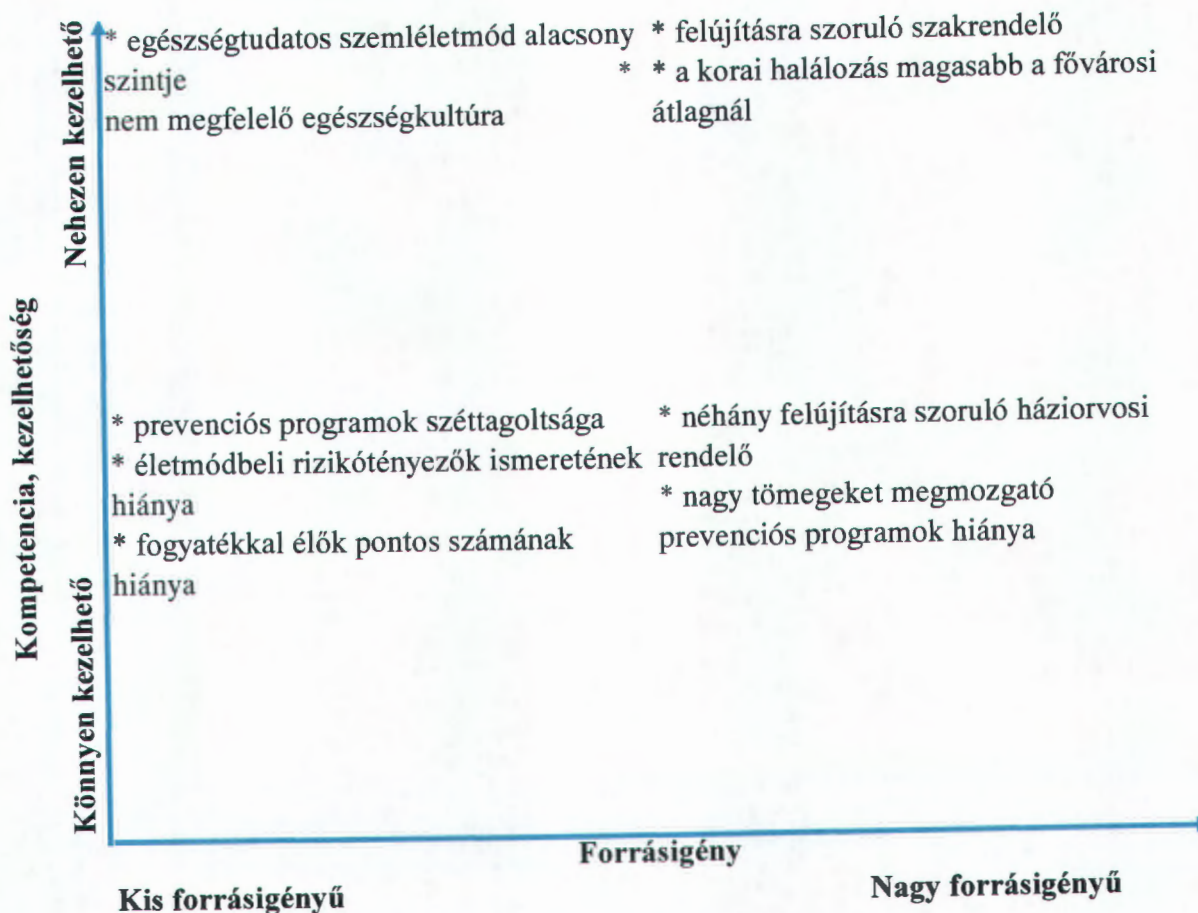 Kompetencia, kezelhetőség
Nehezen kezelhető
Könnyen kezelhető
* egészségtudatos szemléletmód alacsony
szintje
*
nem megfelelő egészségkultúra
* felújításra szoruló szakrendelő
* a korai halálozás magasabb a fővárosi
átlagnál
* prevenciós programok széttagoltsága
* életmódbeli rizikótényezők ismeretének
hiánya
* fogyatékkal élők pontos számának
hiánya
* néhány felújításra szoruló háziorvosi
rendelő
* nagy tömegeket megmozgató
prevenciós programok hiánya
Forrásigény
Kis forrásigényű
Nagy forrásigényű